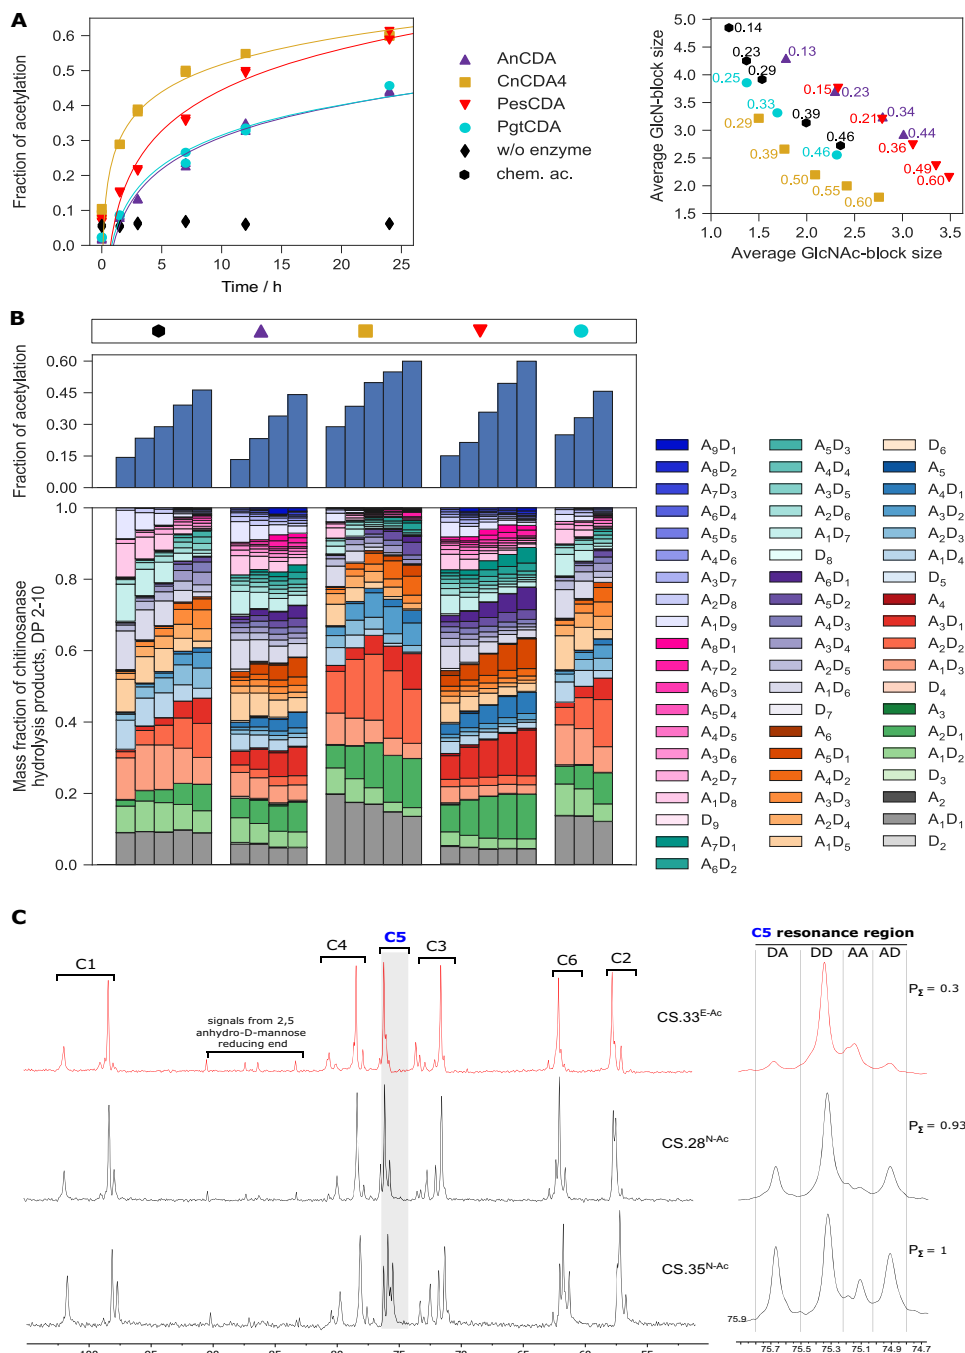 A
Fraction of acetylation
0.6
0.5
0.4
0.3
0.2
0.1
0.0
0 5 10 15 20 25
Time / h
AnCDA
CnCDA4
PesCDA
PgtCDA
w/o enzyme
chem. ac.
Average GlcN-block size
5.0
4.5
4.0
3.5
3.0
2.5
2.0
1.5
1.0 1.5 2.0 2.5 3.0 3.5
Average GlcNAc-block size
0.14
0.23
0.29
0.39
0.46
0.13
0.23
0.34
0.44
0.25
0.33
0.46
0.29
0.39
0.50
0.55
0.60
0.15
0.21
0.36
0.49
0.60
B
Fraction of acetylation
0.60
0.45
0.30
0.15
0.00
Mass fraction of chitinosanase
hydrolysis products, DP 2-10
1.0
0.8
0.6
0.4
0.2
0.0
A9D1
A8D2
A7D3
A6D4
A5D5
A4D6
A3D7
A2D8
A1D9
A8D1
A7D2
A6D3
A5D4
A4D5
A3D6
A2D7
A1D8
D9
A7D1
A6D2
A5D3
A4D4
A3D5
A2D6
A1D7
D8
A6D1
A5D2
A4D3
A3D4
A2D5
A1D6
D7
A6
A5D1
A4D2
A3D3
A2D4
A1D5
D6
A5
A4D1
A3D2
A2D3
A1D4
D5
A4
A3D1
A2D2
A1D3
D4
A3
A2D1
A1D2
D3
A2
A1D1
D2
C
C1
signals from 2,5
anhydro-D-mannose
reducing end
C4
C5
C3
C6
C2
C5 resonance region
DA DD AA AD
CS.33E-Ac
PΣ = 0.3
CS.28N-Ac
PΣ = 0.93
CS.35N-Ac
PΣ = 1
75.9
75.7 75.5 75.3 75.1 74.9 74.7